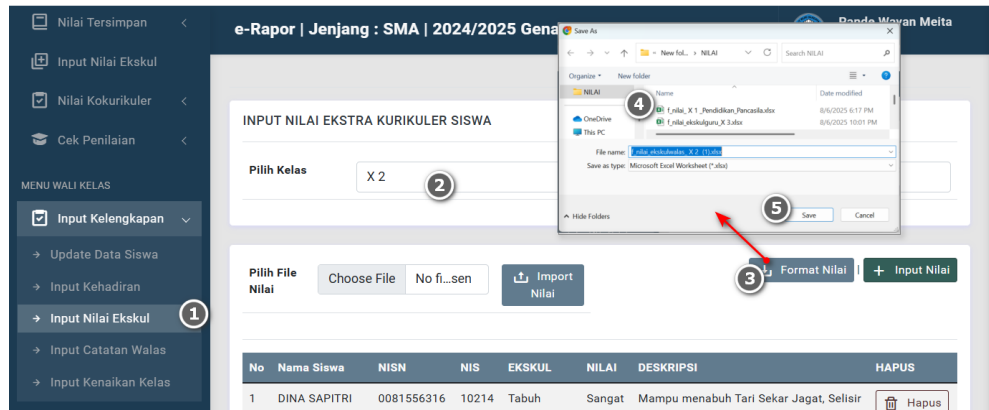 Nilai Tersimpan
Input Nilai Ekskul
Nilai Kokurikuler
Cek Penilaian
MENU WALI KELAS
Input Kelengkapan
Update Data Siswa
Input Kehadiran
Input Nilai Ekskul
1
Input Catatan Walas
Input Kenaikan Kelas
e-Rapor | Jenjang : SMA | 2024/2025
Wayan Meita
INPUT NILAI EKSTRA KURIKULER SISWA
Pilih Kelas
X 2
2
Save As
New fol... › NILAI
Search NILAI
Organize
New folder
NILAI
OneDrive
This PC
4
Name
Date modified
f_nilai_ X 1 _Pendidikan_Pancasila.xlsx
8/6/2025 6:17 PM
f_nilai_ekskulguru_X 3.xlsx
8/6/2025 10:01 PM
File name:
f_nilai_ekskulwalas_ X 2 (1).xlsx
Save as type:
Microsoft Excel Worksheet (*.xlsx)
Hide Folders
5
Save
Cancel
Pilih File
Nilai
Choose File
No fi...sen
Import
Nilai
3
Format Nilai
|
+ Input Nilai
No Nama Siswa NISN NIS EKSKUL NILAI DESKRIPSI HAPUS
1 DINA SAPITRI 0081556316 10214 Tabuh Sangat Mampu menabuh Tari Sekar Jagat, Selisir Hapus